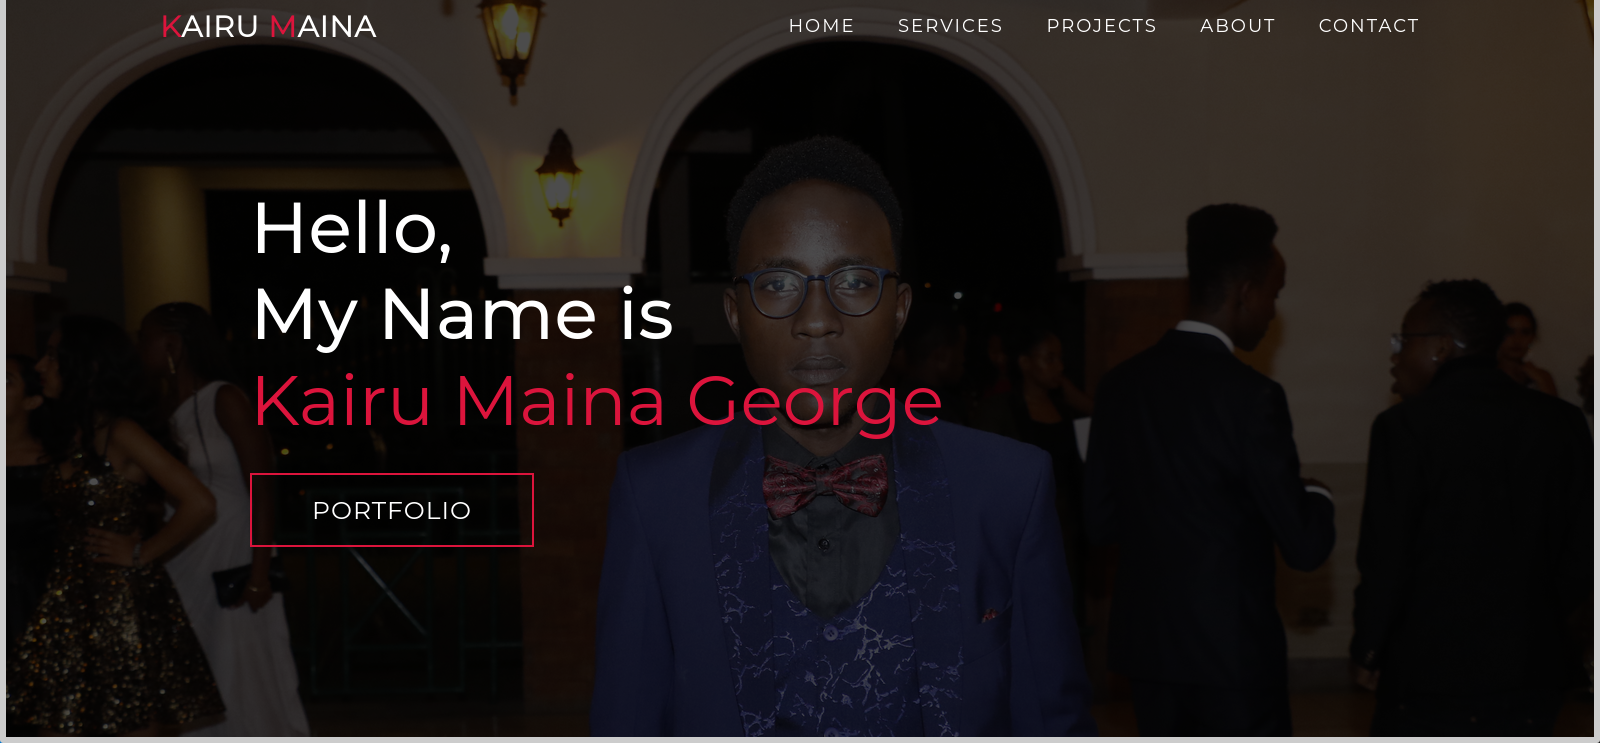 KAIRU MAINA
HOME SERVICES PROJECTS ABOUT CONTACT
Hello,
My Name is
Kairu Maina George
PORTFOLIO